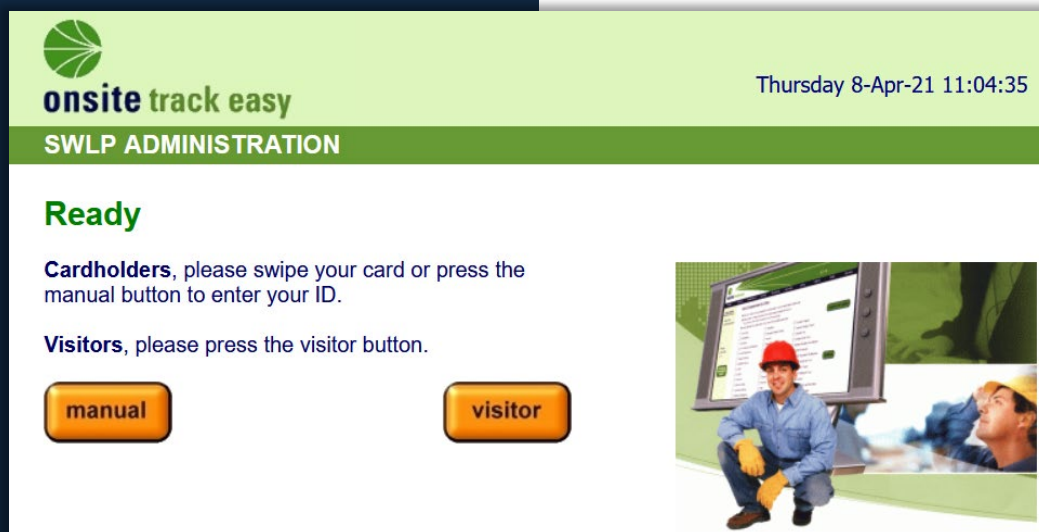 onsite track easy
Thursday 8-Apr-21 11:04:35
SWLP ADMINISTRATION
Ready
Cardholders, please swipe your card or press the
manual button to enter your ID.
Visitors, please press the visitor button.
manual
visitor